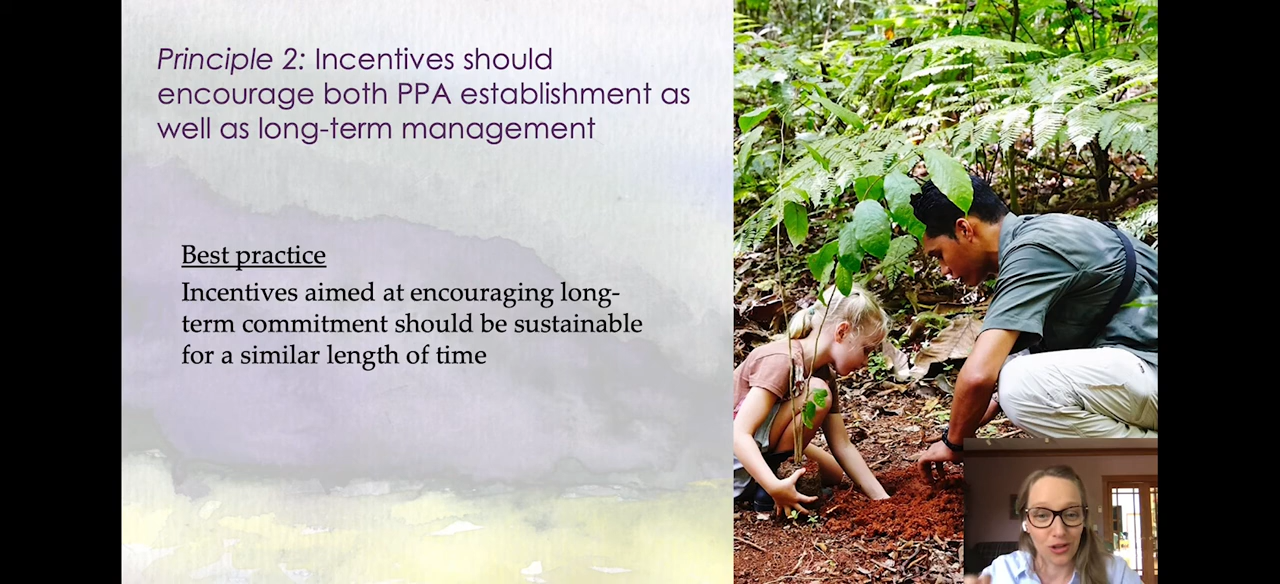 Principle 2: Incentives should
encourage both PPA establishment as
well as long-term management
Best practice
Incentives aimed at encouraging long-
term commitment should be sustainable
for a similar length of time